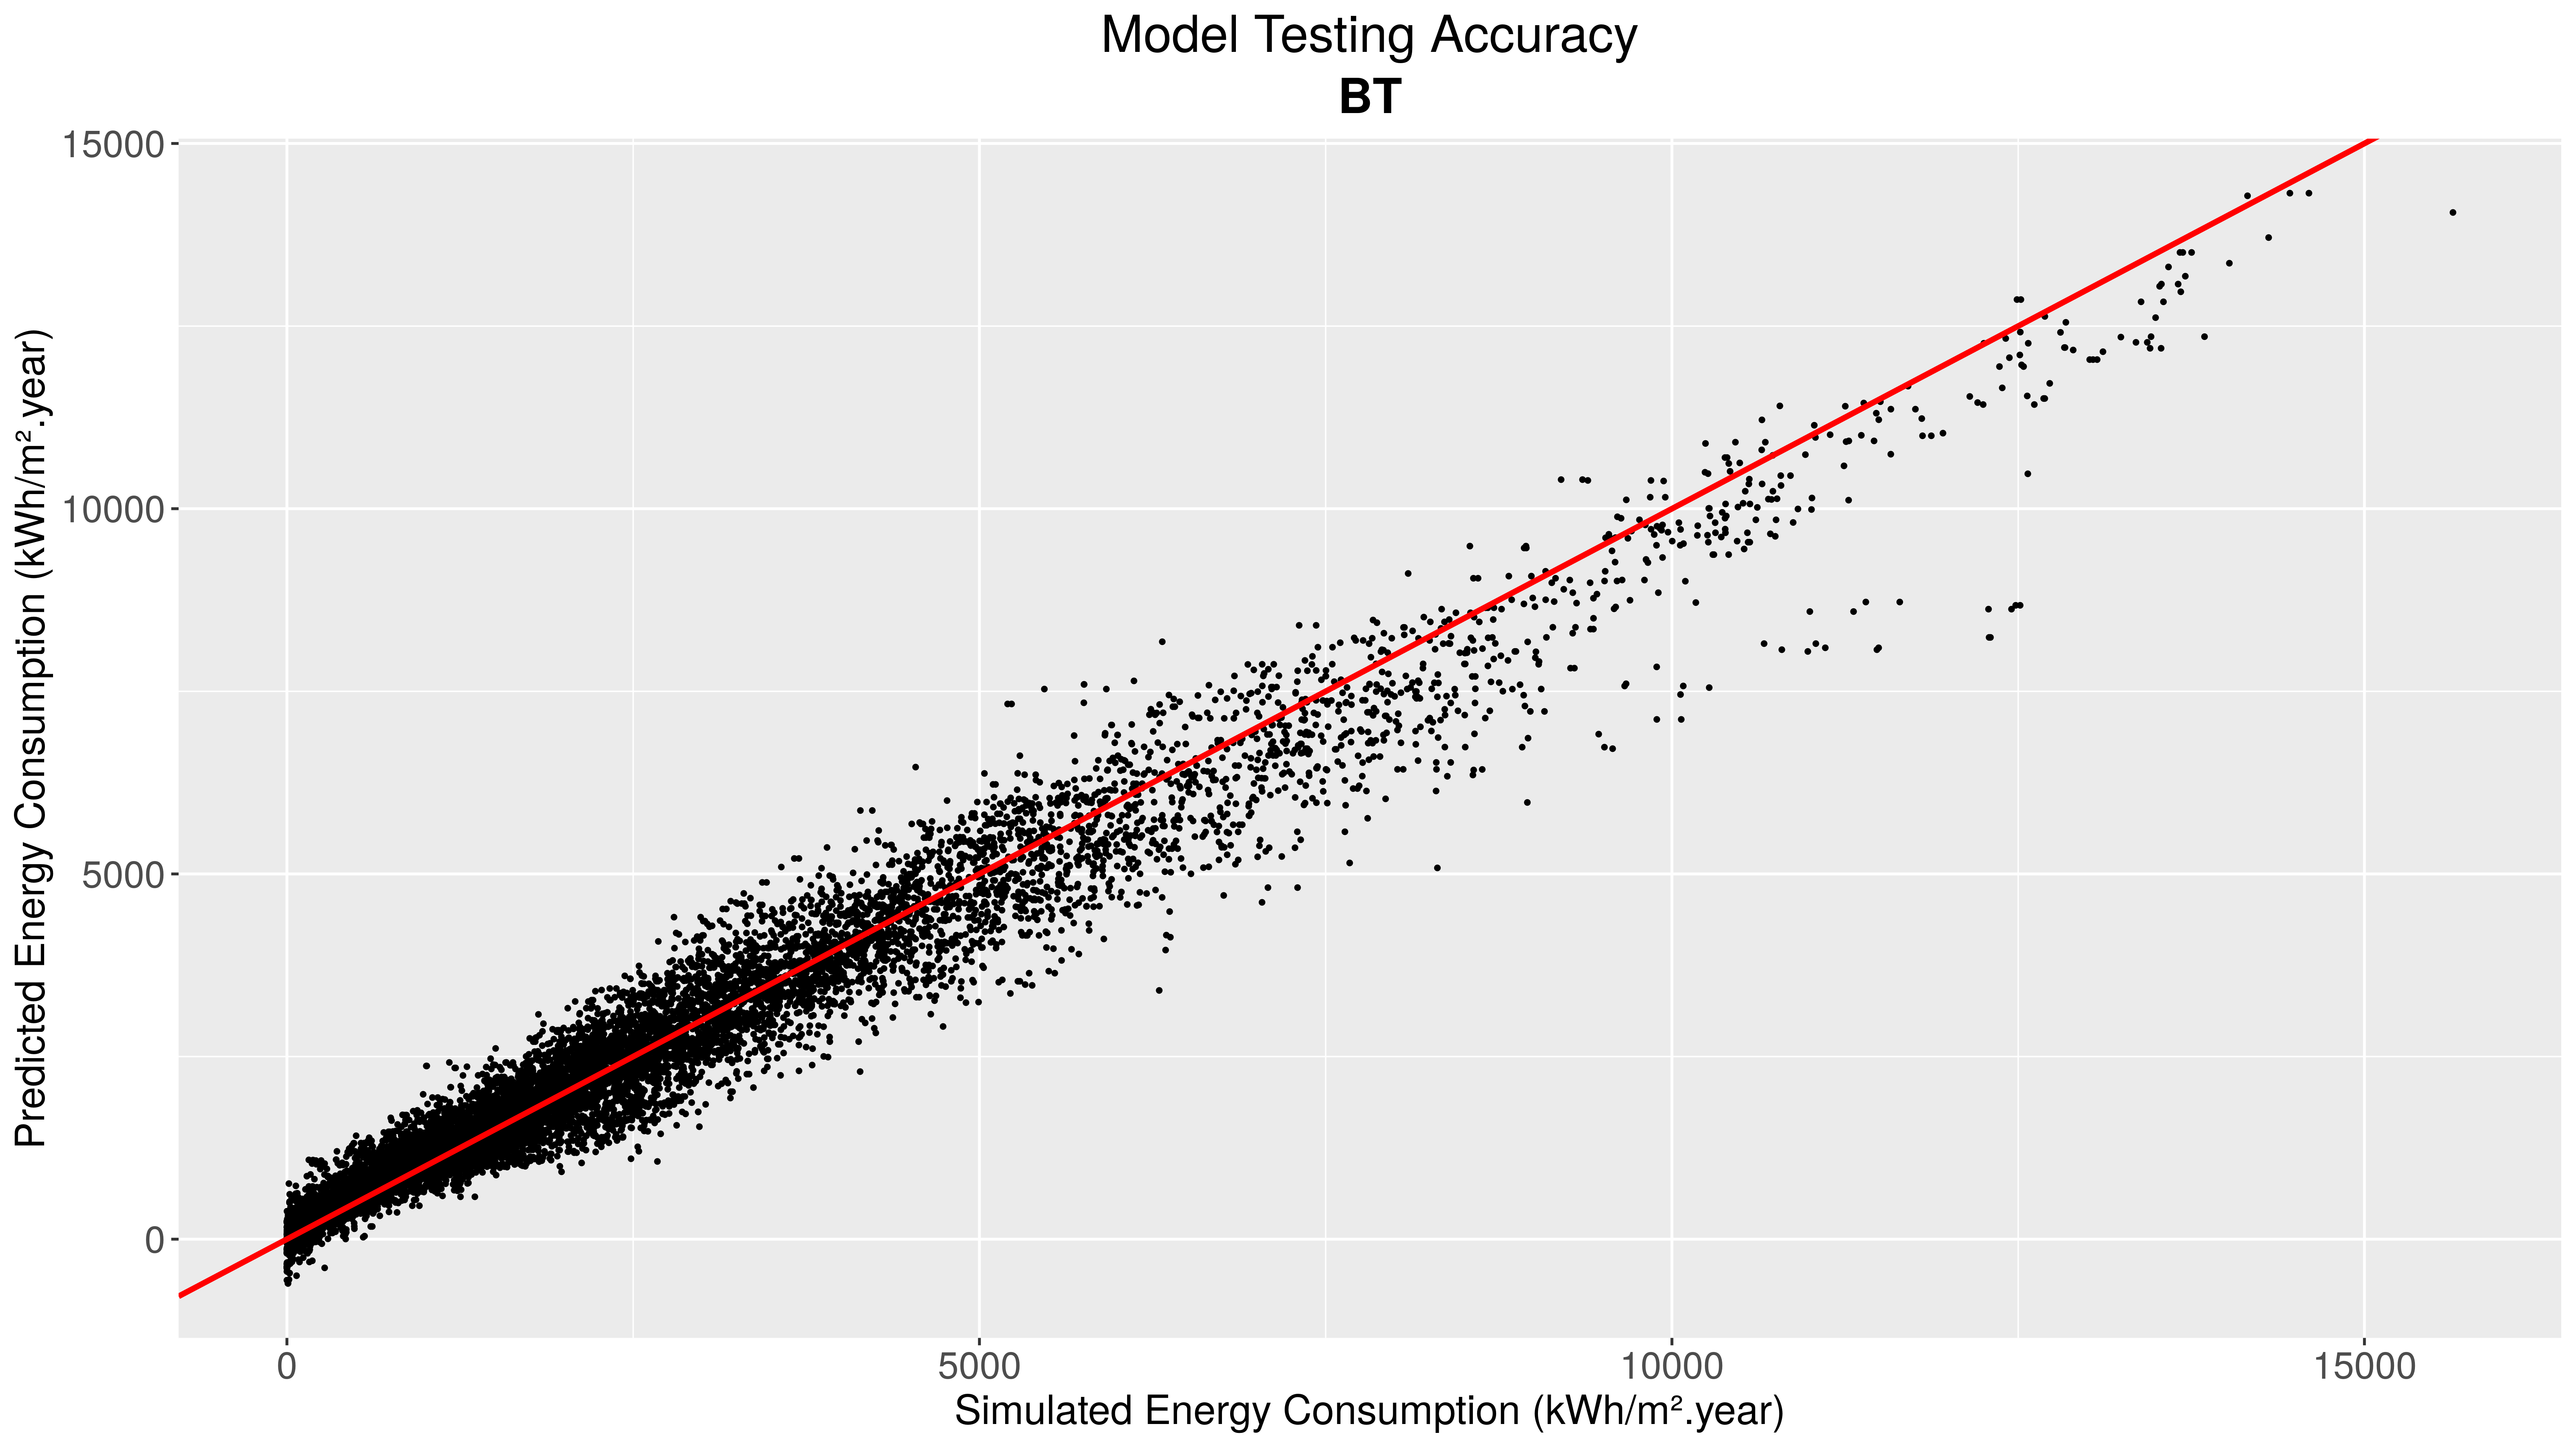 Model Testing Accuracy
BT
Predicted Energy Consumption (kWh/m².year)
15000
10000
5000
0
0 5000 10000 15000
Simulated Energy Consumption (kWh/m².year)